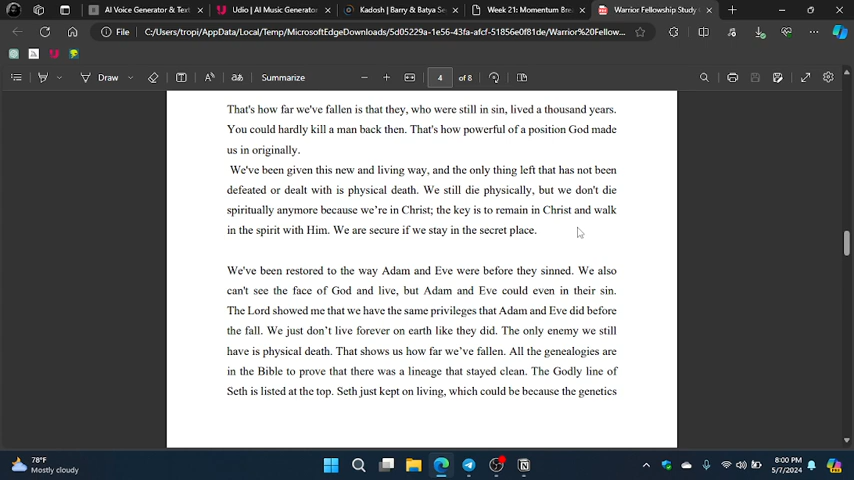 AI Voice Generator & Text
Udio | AI Music Generator
Kadosh | Barry & Batya Se
Week 21: Momentum Bre
Warrior Fellowship Study
File
C:/Users/tropi/AppData/Local/Temp/MicrosoftEdgeDownloads/5d05229a-1e56-43fa-afcf-51856e0f81de/Warrior%20Fellow...
Draw
Summarize
4 of 8
That's how far we've fallen is that they, who were still in sin, lived a thousand years.
You could hardly kill a man back then. That's how powerful of a position God made
us in originally.
We've been given this new and living way, and the only thing left that has not been
defeated or dealt with is physical death. We still die physically, but we don't die
spiritually anymore because we're in Christ; the key is to remain in Christ and walk
in the spirit with Him. We are secure if we stay in the secret place.
We've been restored to the way Adam and Eve were before they sinned. We also
can't see the face of God and live, but Adam and Eve could even in their sin.
The Lord showed me that we have the same privileges that Adam and Eve did before
the fall. We just don't live forever on earth like they did. The only enemy we still
have is physical death. That shows us how far we've fallen. All the genealogies are
in the Bible to prove that there was a lineage that stayed clean. The Godly line of
Seth is listed at the top. Seth just kept on living, which could be because the genetics
78°F
Mostly cloudy
8:00 PM
5/7/2024